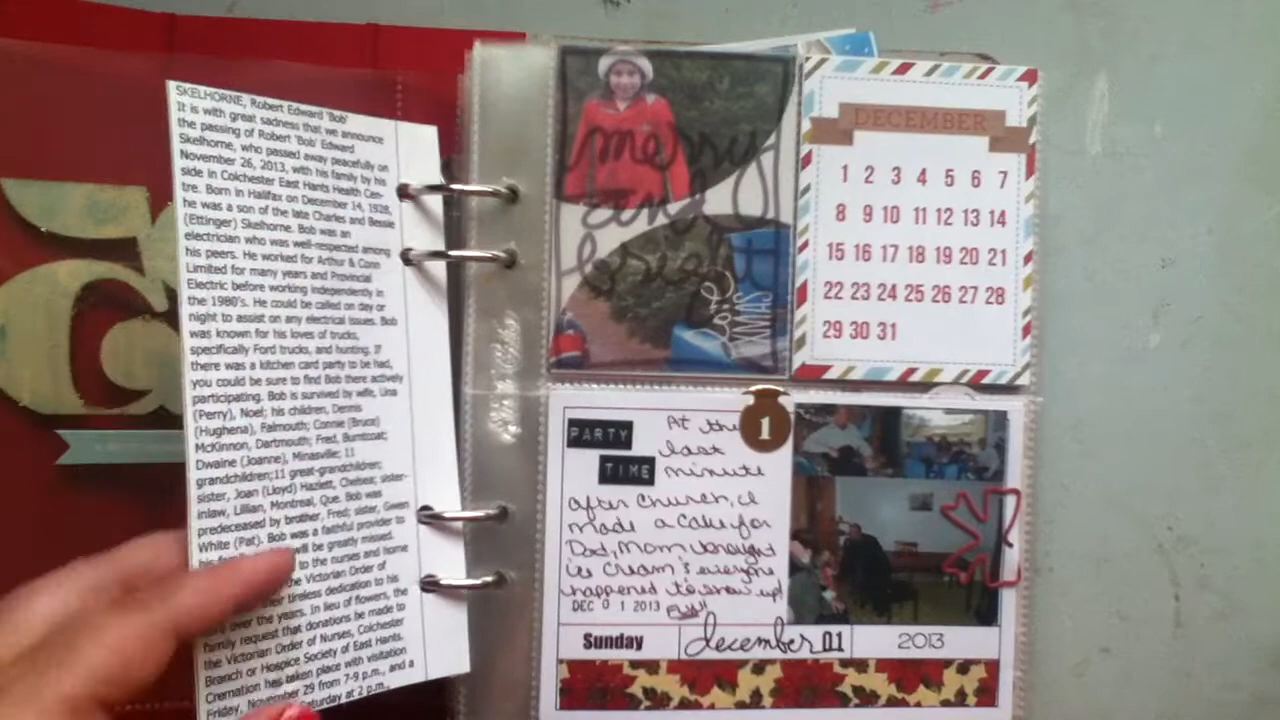 SKELHORNE, Robert Edward 'Bob'
It is with great sadness that we announce
the passing of Robert 'Bob' Edward
Skelhorne, who passed away peacefully on
November 26, 2013, with his family by his
side in Colchester East Hants Health Cen-
tre. Born in Halifax on December 14, 1928,
he was a son of the late Charles and Bessie
(Ettinger) Skelhorne. Bob was an
electrician who was well-respected among
his peers. He worked for Arthur & Conn
Limited for many years and Provincial
Electric before working independently in
the 1980's. He could be called on day or
night to assist on any electrical issues. Bob
was known for his loves of trucks,
specifically Ford trucks, and hunting. If
there was a kitchen card party to be had,
you could be sure to find Bob there actively
participating. Bob is survived by wife, Una
(Perry), Noel; his children, Dennis
(Hughena), Falmouth; Connie (Bruce)
McKinnon, Dartmouth; Fred, Burntcoat;
Dwaine (Joanne), Minasville; 11
grandchildren; 11 great-grandchildren;
sister, Joan (Lloyd) Hazlett, Chelsea; sister-
inlaw, Lillian, Montreal, Que. Bob was
predeceased by brother, Fred; sister, Gwen
White (Pat). Bob was a faithful provider to
will be greatly missed.
to the nurses and home
the Victorian Order of
their tireless dedication to his
over the years. In lieu of flowers, the
family request that donations be made to
the Victorian Order of Nurses, Colchester
Branch or Hospice Society of East Hants.
Cremation has taken place with visitation
Friday, November 29 from 7-9 p.m., and a
Saturday at 2 p.m.,
merry
and
bright
XMAS
DECEMBER
1 2 3 4 5 6 7
8 9 10 11 12 13 14
15 16 17 18 19 20 21
22 23 24 25 26 27 28
29 30 31
1
PARTY
TIME
At the
last
minute
after church, I
made a cake for
Dad, Mom brought
ice cream & everyone
happened to show up!
DEC 0 1 2013
Sunday
december 01
2013